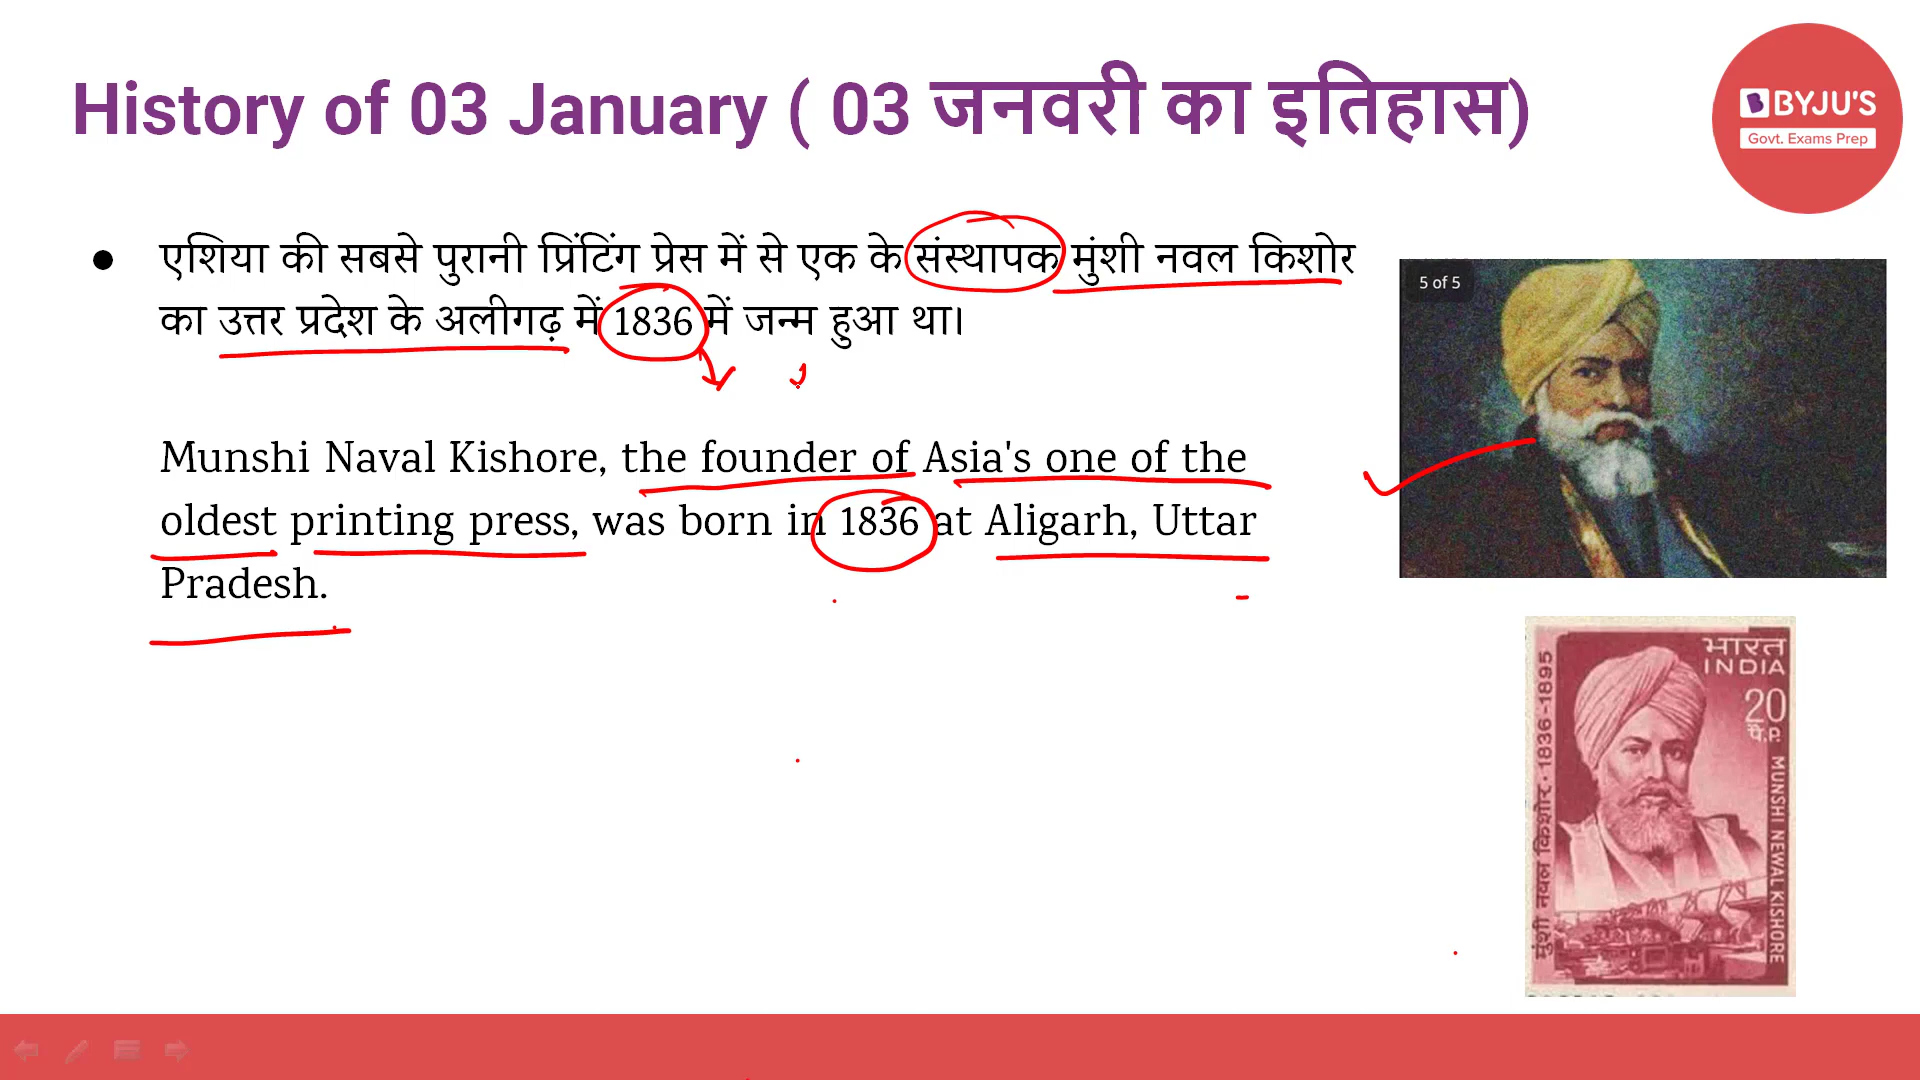 History of 03 January ( 03 जनवरी का इतिहास)
BYJU'S
Govt. Exams Prep
● एशिया की सबसे पुरानी प्रिंटिंग प्रेस में से एक के संस्थापक मुंशी नवल किशोर
का उत्तर प्रदेश के अलीगढ़ में 1836 में जन्म हुआ था।
Munshi Naval Kishore, the founder of Asia's one of the
oldest printing press, was born in 1836 at Aligarh, Uttar
Pradesh.
5 of 5
भारत
INDIA
20
पै.P.
मुंशी नवल किशोर · 1836-1895
MUNSHI NEWAL KISHORE